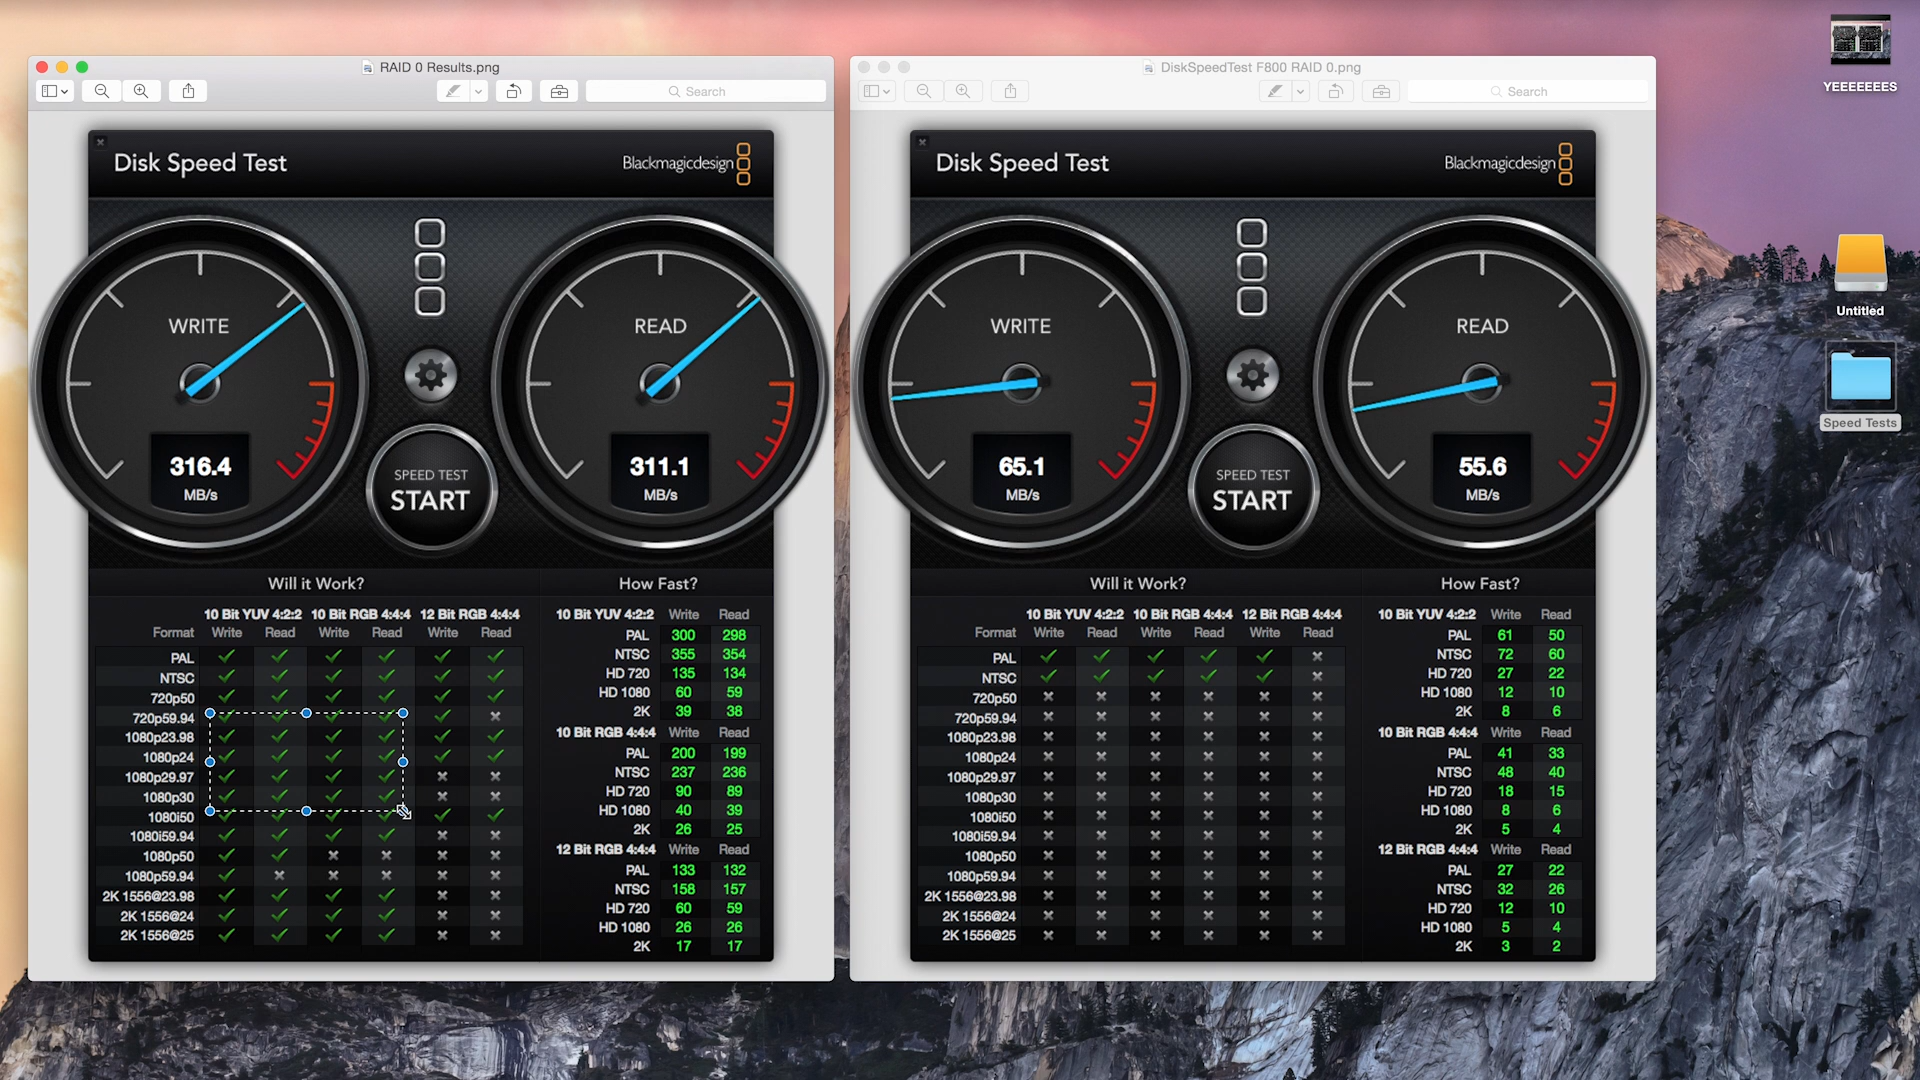 RAID 0 Results.png
Search
Disk Speed Test
Blackmagicdesign
WRITE
READ
316.4
MB/s
311.1
MB/s
SPEED TEST
START
Will it Work?
How Fast?
10 Bit YUV 4:2:2 10 Bit RGB 4:4:4 12 Bit RGB 4:4:4
Format Write Read Write Read Write Read
PAL
NTSC
720p50
720p59.94
1080p23.98
1080p24
1080p29.97
1080p30
1080i50
1080i59.94
1080p50
1080p59.94
2K 1556@23.98
2K 1556@24
2K 1556@25
10 Bit YUV 4:2:2 Write Read
PAL 300 298
NTSC 355 354
HD 720 135 134
HD 1080 60 59
2K 39 38
10 Bit RGB 4:4:4 Write Read
PAL 200 199
NTSC 237 236
HD 720 90 89
HD 1080 40 39
2K 26 25
12 Bit RGB 4:4:4 Write Read
PAL 133 132
NTSC 158 157
HD 720 60 59
HD 1080 26 26
2K 17 17
DiskSpeedTest F800 RAID 0.png
Search
Disk Speed Test
Blackmagicdesign
WRITE
READ
65.1
MB/s
55.6
MB/s
SPEED TEST
START
Will it Work?
How Fast?
10 Bit YUV 4:2:2 10 Bit RGB 4:4:4 12 Bit RGB 4:4:4
Format Write Read Write Read Write Read
PAL
NTSC
720p50
720p59.94
1080p23.98
1080p24
1080p29.97
1080p30
1080i50
1080i59.94
1080p50
1080p59.94
2K 1556@23.98
2K 1556@24
2K 1556@25
10 Bit YUV 4:2:2 Write Read
PAL 61 50
NTSC 72 60
HD 720 27 22
HD 1080 12 10
2K 8 6
10 Bit RGB 4:4:4 Write Read
PAL 41 33
NTSC 48 40
HD 720 18 15
HD 1080 8 6
2K 5 4
12 Bit RGB 4:4:4 Write Read
PAL 27 22
NTSC 32 26
HD 720 12 10
HD 1080 5 4
2K 3 2
YEEEEEEES
Untitled
Speed Tests